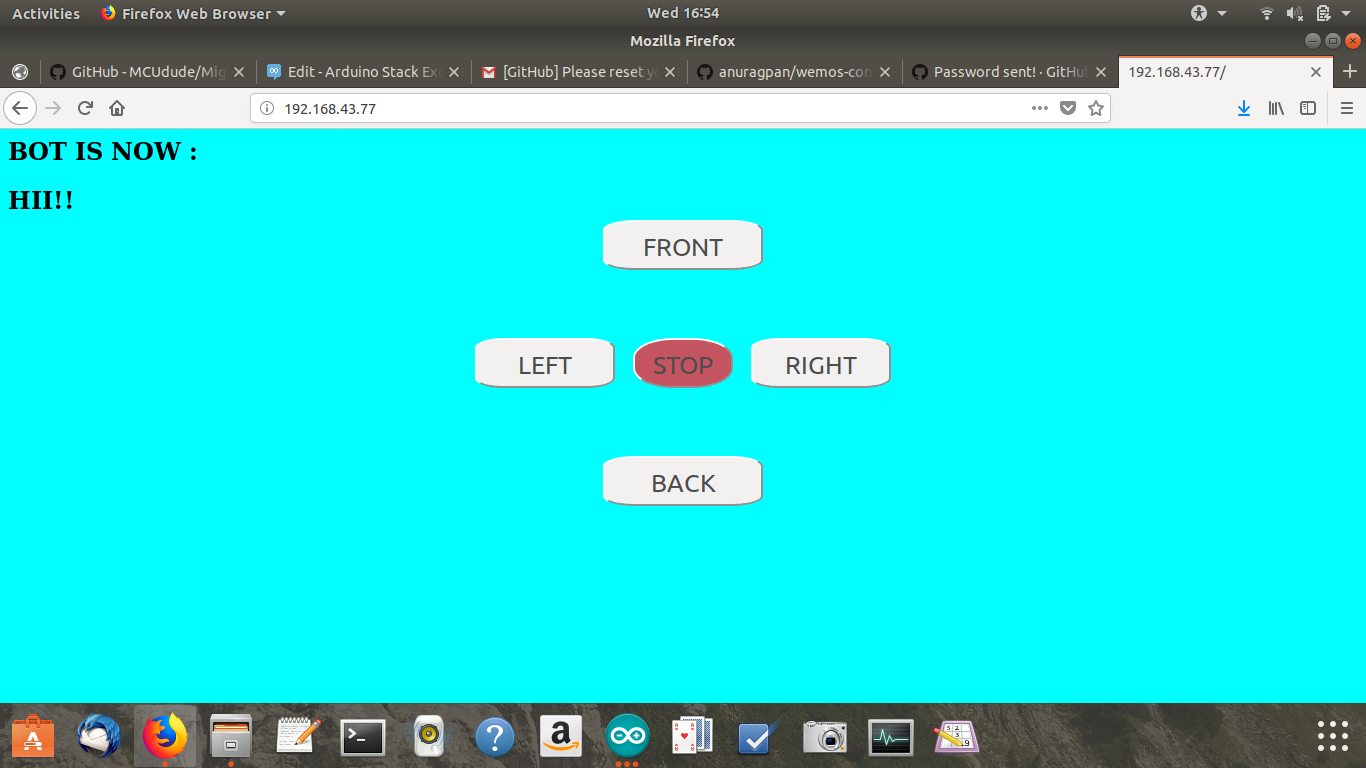 Activities Firefox Web Browser Wed 16:54
Mozilla Firefox
GitHub - MCUdude/Mig Edit - Arduino Stack Exc [GitHub] Please reset y anuragpan/wemos-con Password sent! · GitHu 192.168.43.77/
192.168.43.77
BOT IS NOW :
HII!!
FRONT
LEFT STOP RIGHT
BACK